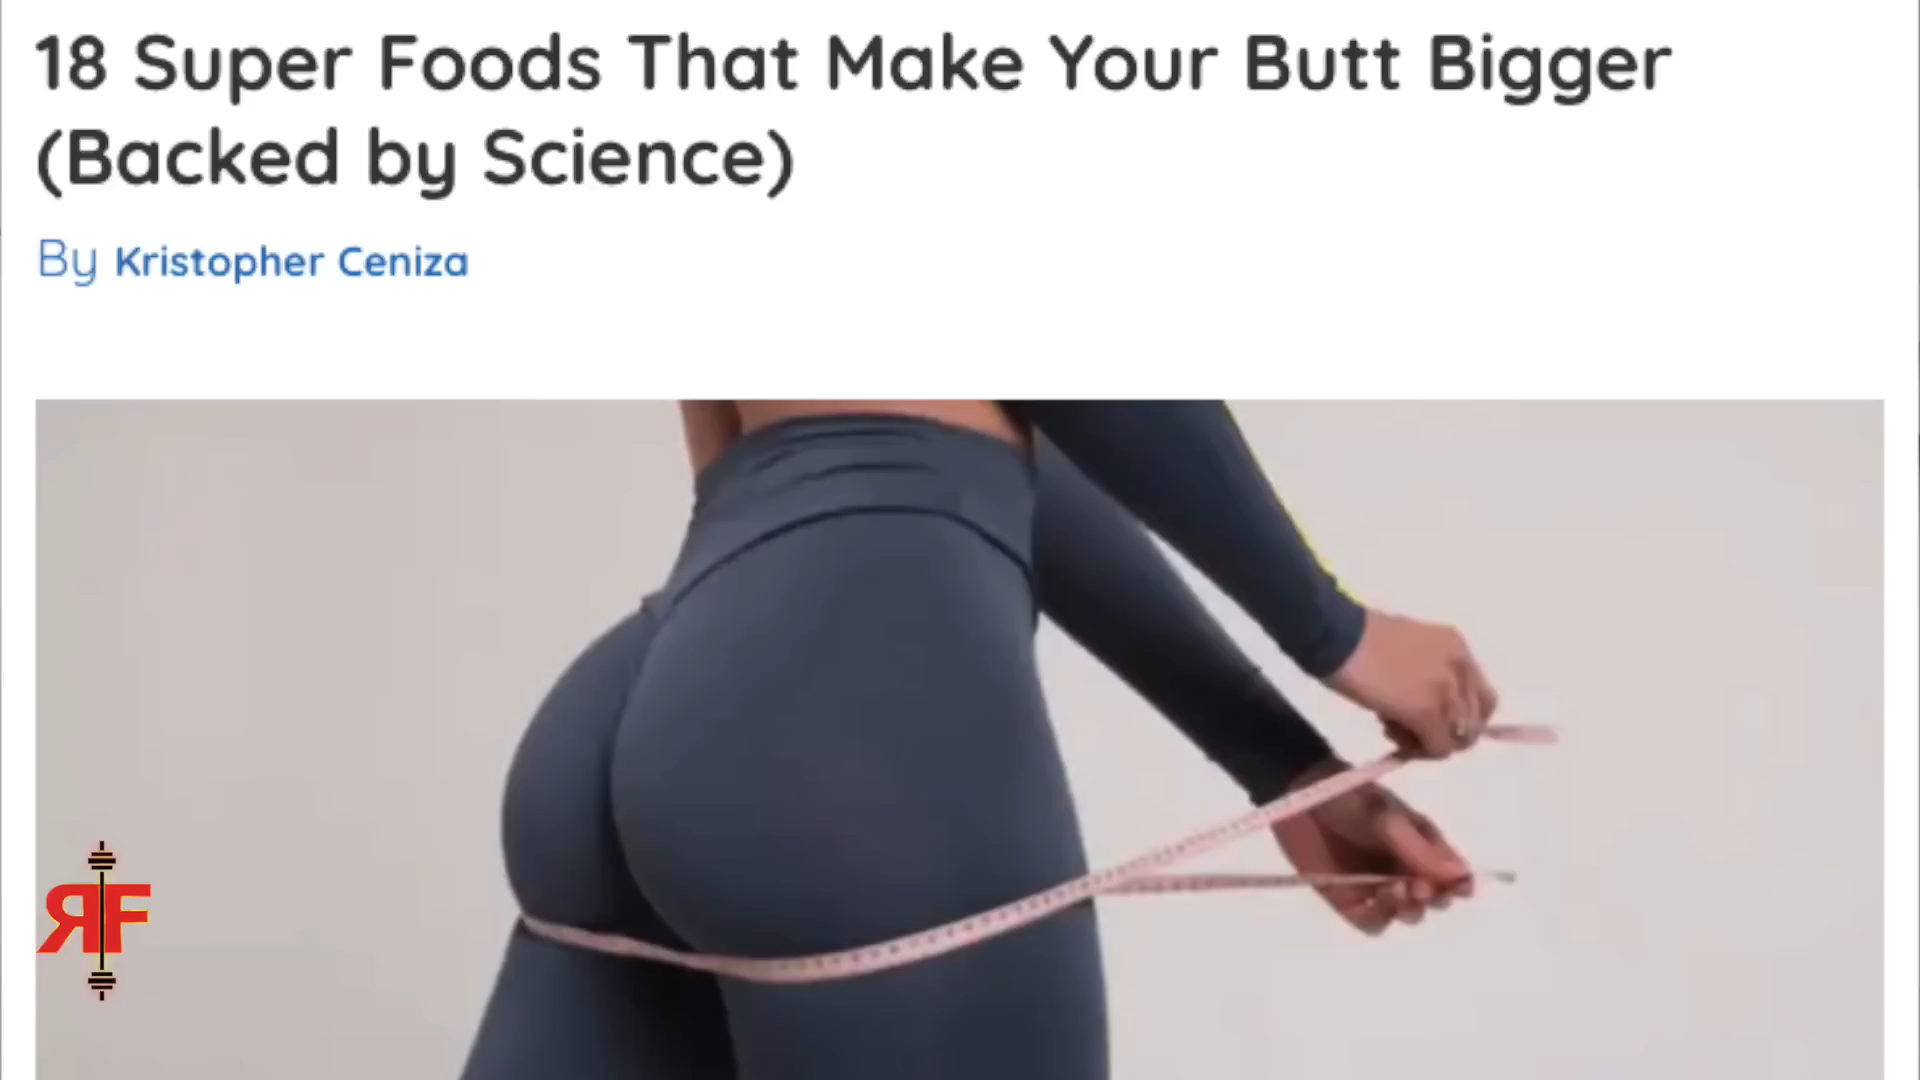 18 Super Foods That Make Your Butt Bigger
(Backed by Science)
By Kristopher Ceniza
RF